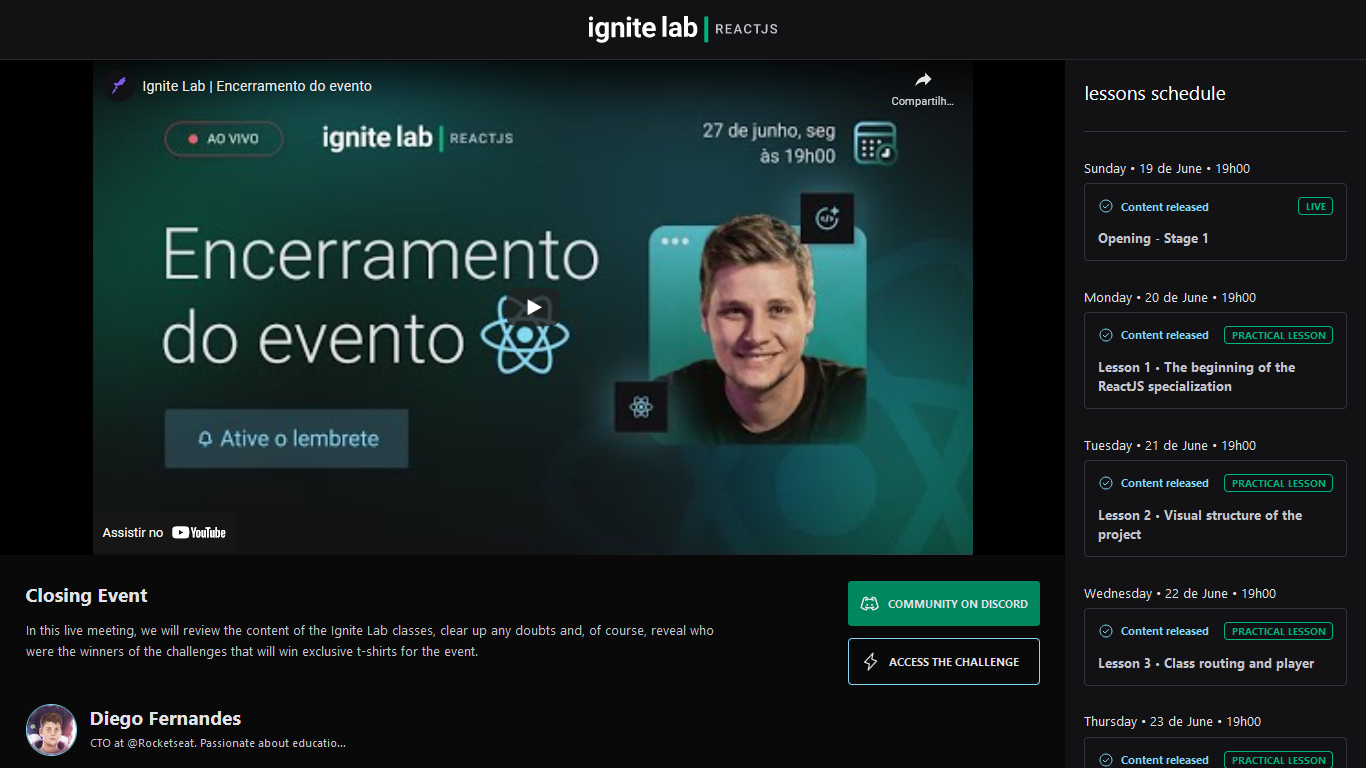 ignite lab | REACTJS
Ignite Lab | Encerramento do evento
Compartilh...
AO VIVO
ignite lab | REACTJS
27 de junho, seg
às 19h00
Encerramento
do evento
Ative o lembrete
Assistir no YouTube
Closing Event
In this live meeting, we will review the content of the Ignite Lab classes, clear up any doubts and, of course, reveal who
were the winners of the challenges that will win exclusive t-shirts for the event.
COMMUNITY ON DISCORD
ACCESS THE CHALLENGE
Diego Fernandes
CTO at @Rocketseat. Passionate about educatio...
lessons schedule
Sunday • 19 de June • 19h00
Content released LIVE
Opening - Stage 1
Monday • 20 de June • 19h00
Content released PRACTICAL LESSON
Lesson 1 • The beginning of the
ReactJS specialization
Tuesday • 21 de June • 19h00
Content released PRACTICAL LESSON
Lesson 2 • Visual structure of the
project
Wednesday • 22 de June • 19h00
Content released PRACTICAL LESSON
Lesson 3 • Class routing and player
Thursday • 23 de June • 19h00
Content released PRACTICAL LESSON